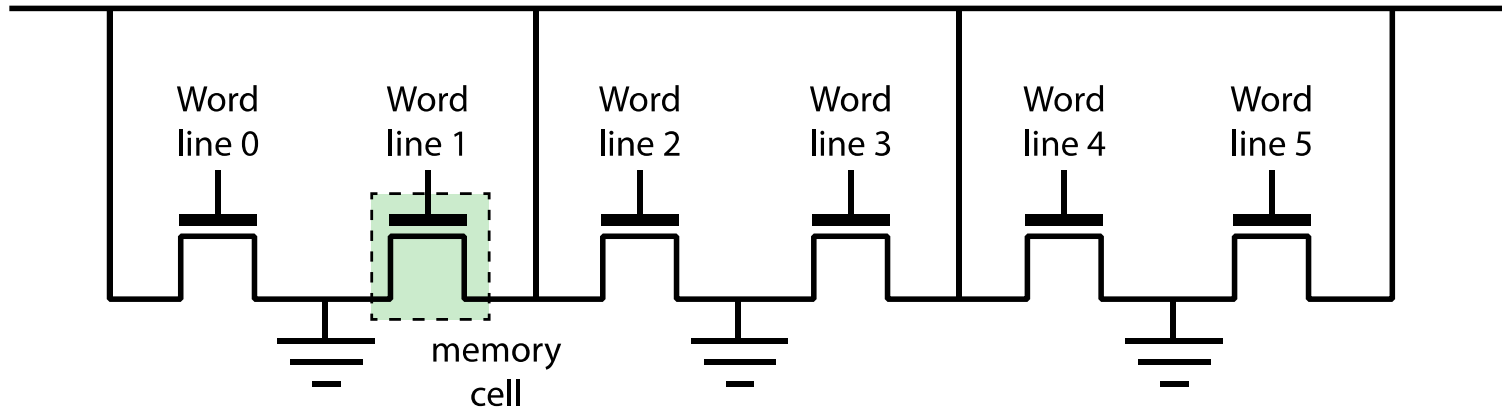 Word
line 0
Word
line 1
Word
line 2
Word
line 3
Word
line 4
Word
line 5
memory
cell